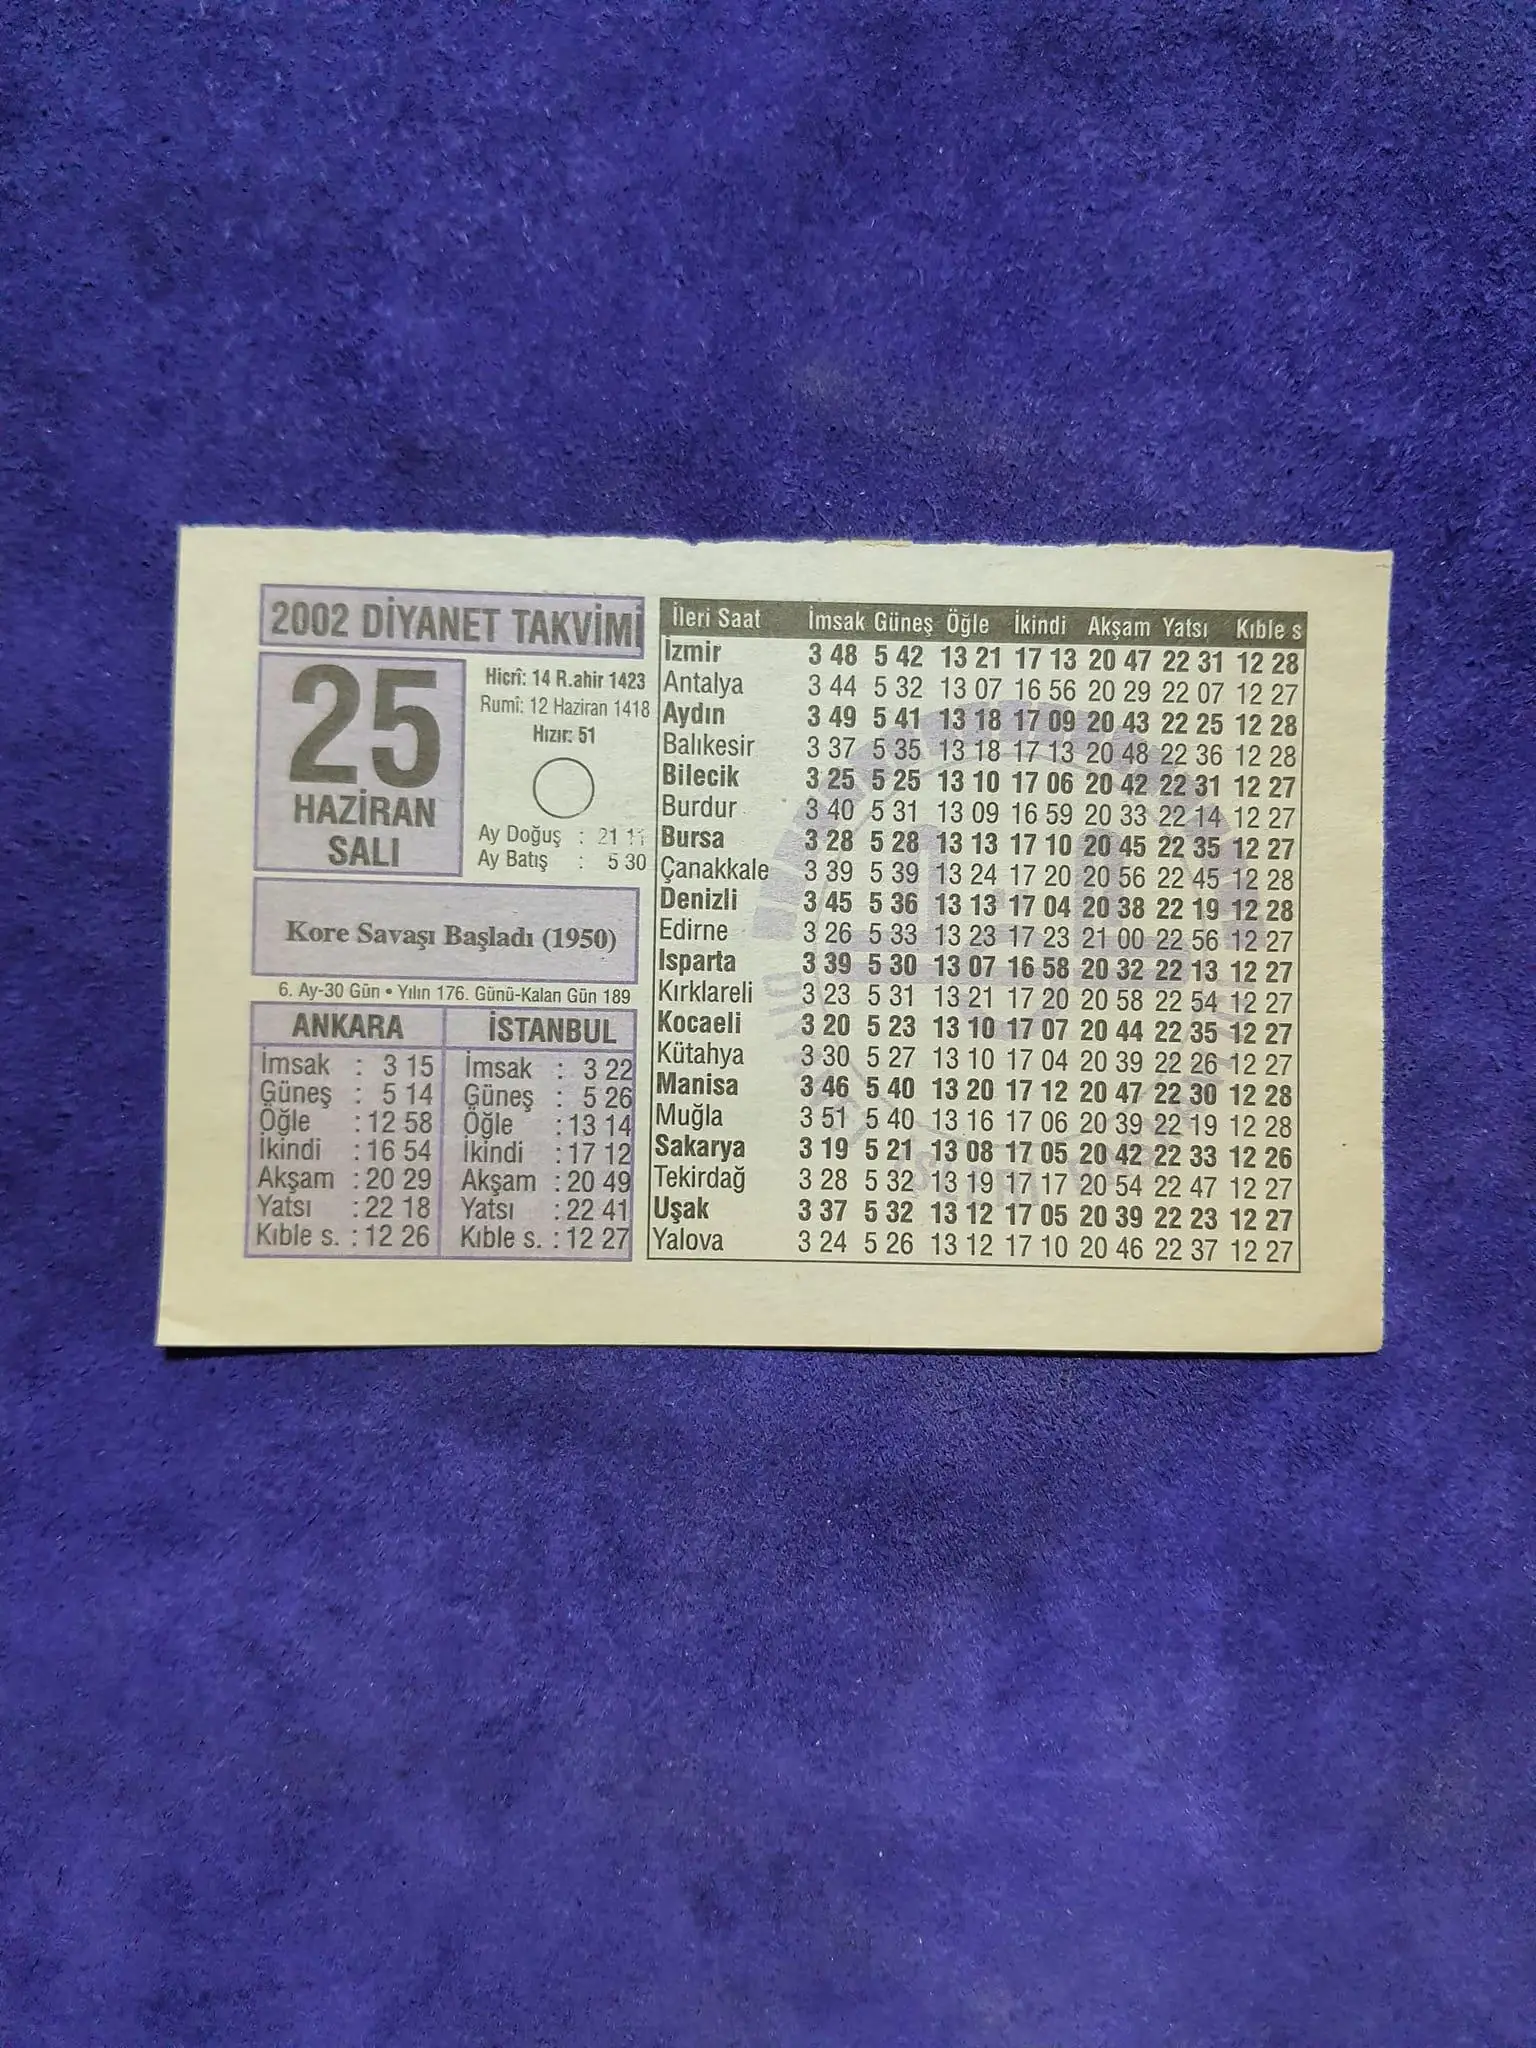 2002 DİYANET TAKVİMİ
25
HAZİRAN
SALI
Hicrî: 14 R.ahir 1423
Rumî: 12 Haziran 1418
Hızır: 51
Ay Doğuş : 21 11
Ay Batış : 5 30
Kore Savaşı Başladı (1950)
6. Ay-30 Gün • Yılın 176. Günü-Kalan Gün 189
ANKARA
İmsak : 3 15
Güneş : 5 14
Öğle : 12 58
İkindi : 16 54
Akşam : 20 29
Yatsı : 22 18
Kıble s. : 12 26
İSTANBUL
İmsak : 3 22
Güneş : 5 26
Öğle : 13 14
İkindi : 17 12
Akşam : 20 49
Yatsı : 22 41
Kıble s. : 12 27
İleri Saat İmsak Güneş Öğle İkindi Akşam Yatsı Kıble s
İzmir 3 48 5 42 13 21 17 13 20 47 22 31 12 28
Antalya 3 44 5 32 13 07 16 56 20 29 22 07 12 27
Aydın 3 49 5 41 13 18 17 09 20 43 22 25 12 28
Balıkesir 3 37 5 35 13 18 17 13 20 48 22 36 12 28
Bilecik 3 25 5 25 13 10 17 06 20 42 22 31 12 27
Burdur 3 40 5 31 13 09 16 59 20 33 22 14 12 27
Bursa 3 28 5 28 13 13 17 10 20 45 22 35 12 27
Çanakkale 3 39 5 39 13 24 17 20 20 56 22 45 12 28
Denizli 3 45 5 36 13 13 17 04 20 38 22 19 12 28
Edirne 3 26 5 33 13 23 17 23 21 00 22 56 12 27
Isparta 3 39 5 30 13 07 16 58 20 32 22 13 12 27
Kırklareli 3 23 5 31 13 21 17 20 20 58 22 54 12 27
Kocaeli 3 20 5 23 13 10 17 07 20 44 22 35 12 27
Kütahya 3 30 5 27 13 10 17 04 20 39 22 26 12 27
Manisa 3 46 5 40 13 20 17 12 20 47 22 30 12 28
Muğla 3 51 5 40 13 16 17 06 20 39 22 19 12 28
Sakarya 3 19 5 21 13 08 17 05 20 42 22 33 12 26
Tekirdağ 3 28 5 32 13 19 17 17 20 54 22 47 12 27
Uşak 3 37 5 32 13 12 17 05 20 39 22 23 12 27
Yalova 3 24 5 26 13 12 17 10 20 46 22 37 12 27